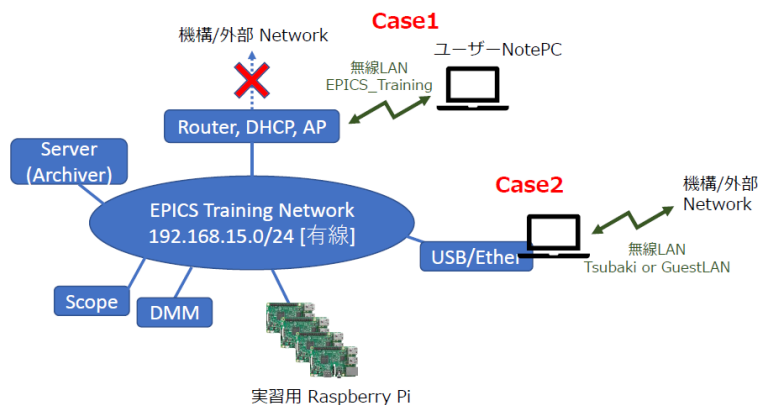 Case1
機構/外部 Network
ユーザーNotePC
無線LAN
EPICS_Training
Router, DHCP, AP
Server
(Archiver)
Case2
機構/外部
Network
EPICS Training Network
192.168.15.0/24 [有線]
USB/Ether
無線LAN
Tsubaki or GuestLAN
Scope
DMM
実習用 Raspberry Pi